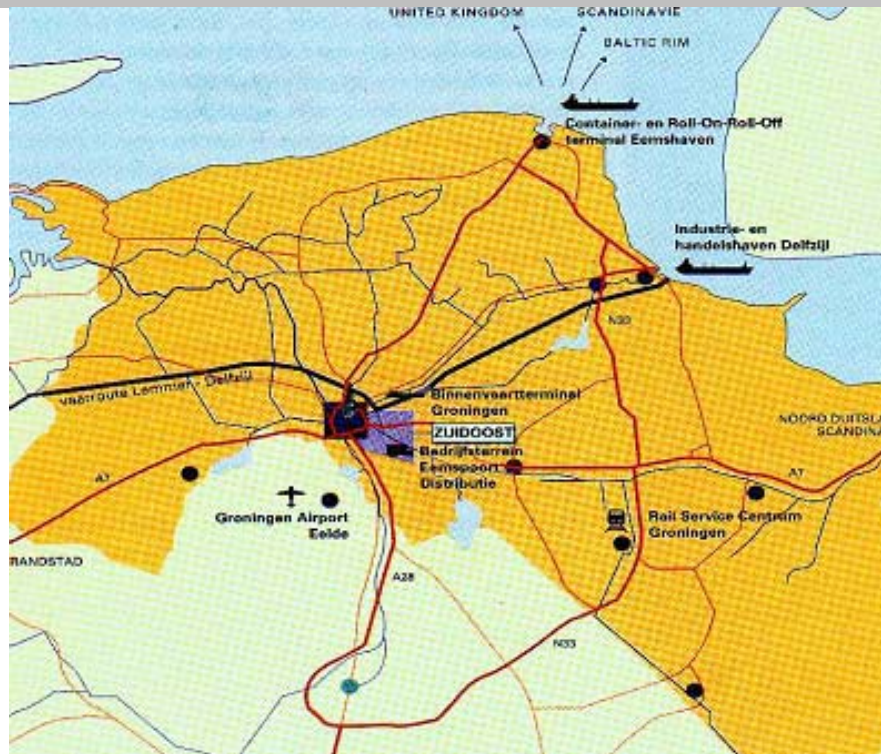 UNITED KINGDOM
SCANDINAVIE
BALTIC RIM
Container- en Roll-On-Roll-Off
terminal Eemshaven
Industrie- en
handelshaven Delfzijl
N33
vaarroute Lemmer - Delfzijl
Binnenvaartterminal
Groningen
ZUIDOOST
NOORD DUITSLA
SCANDINA
Bedrijfsterrein
Eemspoort
Distributie
A7
A7
Groningen Airport
Eelde
Rail Service Centrum
Groningen
RANDSTAD
A28
N33